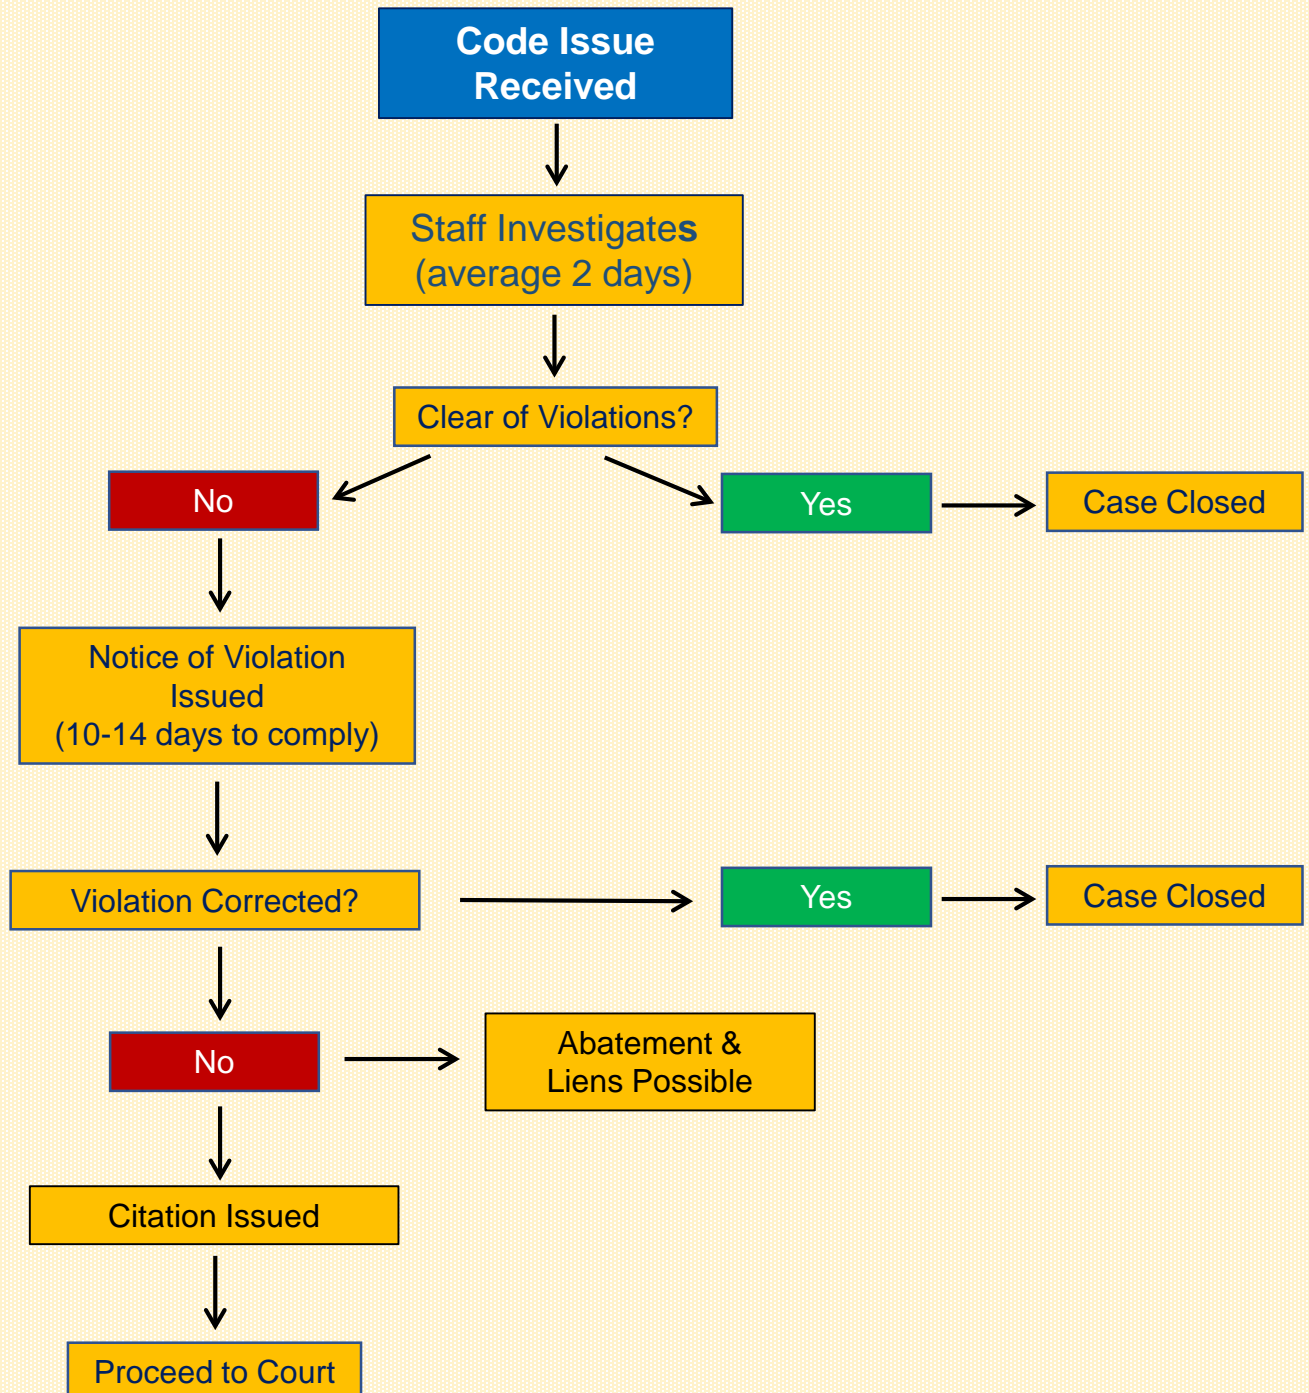 Code Issue
Received
Staff Investigates
(average 2 days)
Clear of Violations?
No
Yes
Case Closed
Notice of Violation
Issued
(10-14 days to comply)
Violation Corrected?
Yes
Case Closed
No
Abatement &
Liens Possible
Citation Issued
Proceed to Court